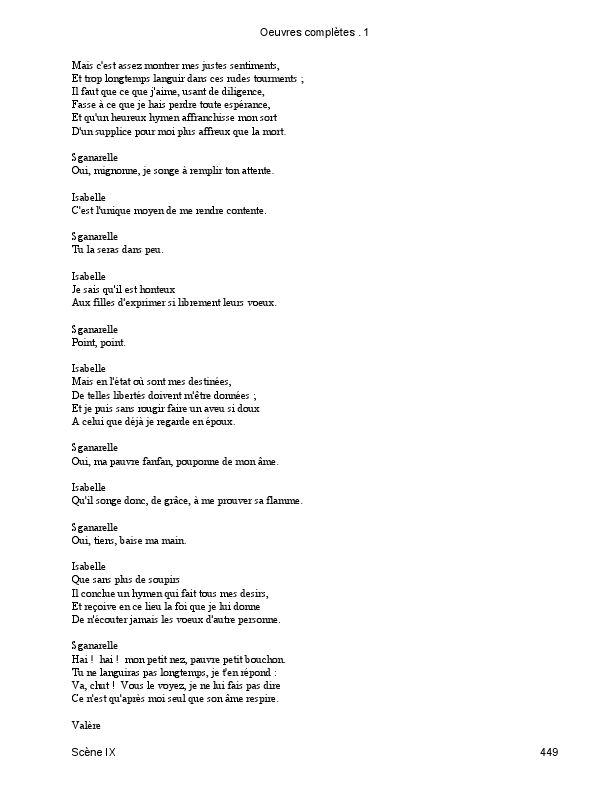 Oeuvres complètes . 1
Mais c'est assez montrer mes justes sentiments,
Et trop longtemps languir dans ces rudes tourments ;
Il faut que ce que j'aime, usant de diligence,
Fasse à ce que je hais perdre toute espérance,
Et qu'un heureux hymen affranchisse mon sort
D'un supplice pour moi plus affreux que la mort.
Sganarelle
Oui, mignonne, je songe à remplir ton attente.
Isabelle
C'est l'unique moyen de me rendre contente.
Sganarelle
Tu la seras dans peu.
Isabelle
Je sais qu'il est honteux
Aux filles d'exprimer si librement leurs voeux.
Sganarelle
Point, point.
Isabelle
Mais en l'état où sont mes destinées,
De telles libertés doivent m'être données ;
Et je puis sans rougir faire un aveu si doux
A celui que déjà je regarde en époux.
Sganarelle
Oui, ma pauvre fanfan, pouponne de mon âme.
Isabelle
Qu'il songe donc, de grâce, à me prouver sa flamme.
Sganarelle
Oui, tiens, baise ma main.
Isabelle
Que sans plus de soupirs
Il conclue un hymen qui fait tous mes desirs,
Et reçoive en ce lieu la foi que je lui donne
De n'écouter jamais les voeux d'autre personne.
Sganarelle
Hai ! hai ! mon petit nez, pauvre petit bouchon.
Tu ne languiras pas longtemps, je t'en répond :
Va, chut ! Vous le voyez, je ne lui fais pas dire
Ce n'est qu'après moi seul que son âme respire.
Valère
Scène IX 449